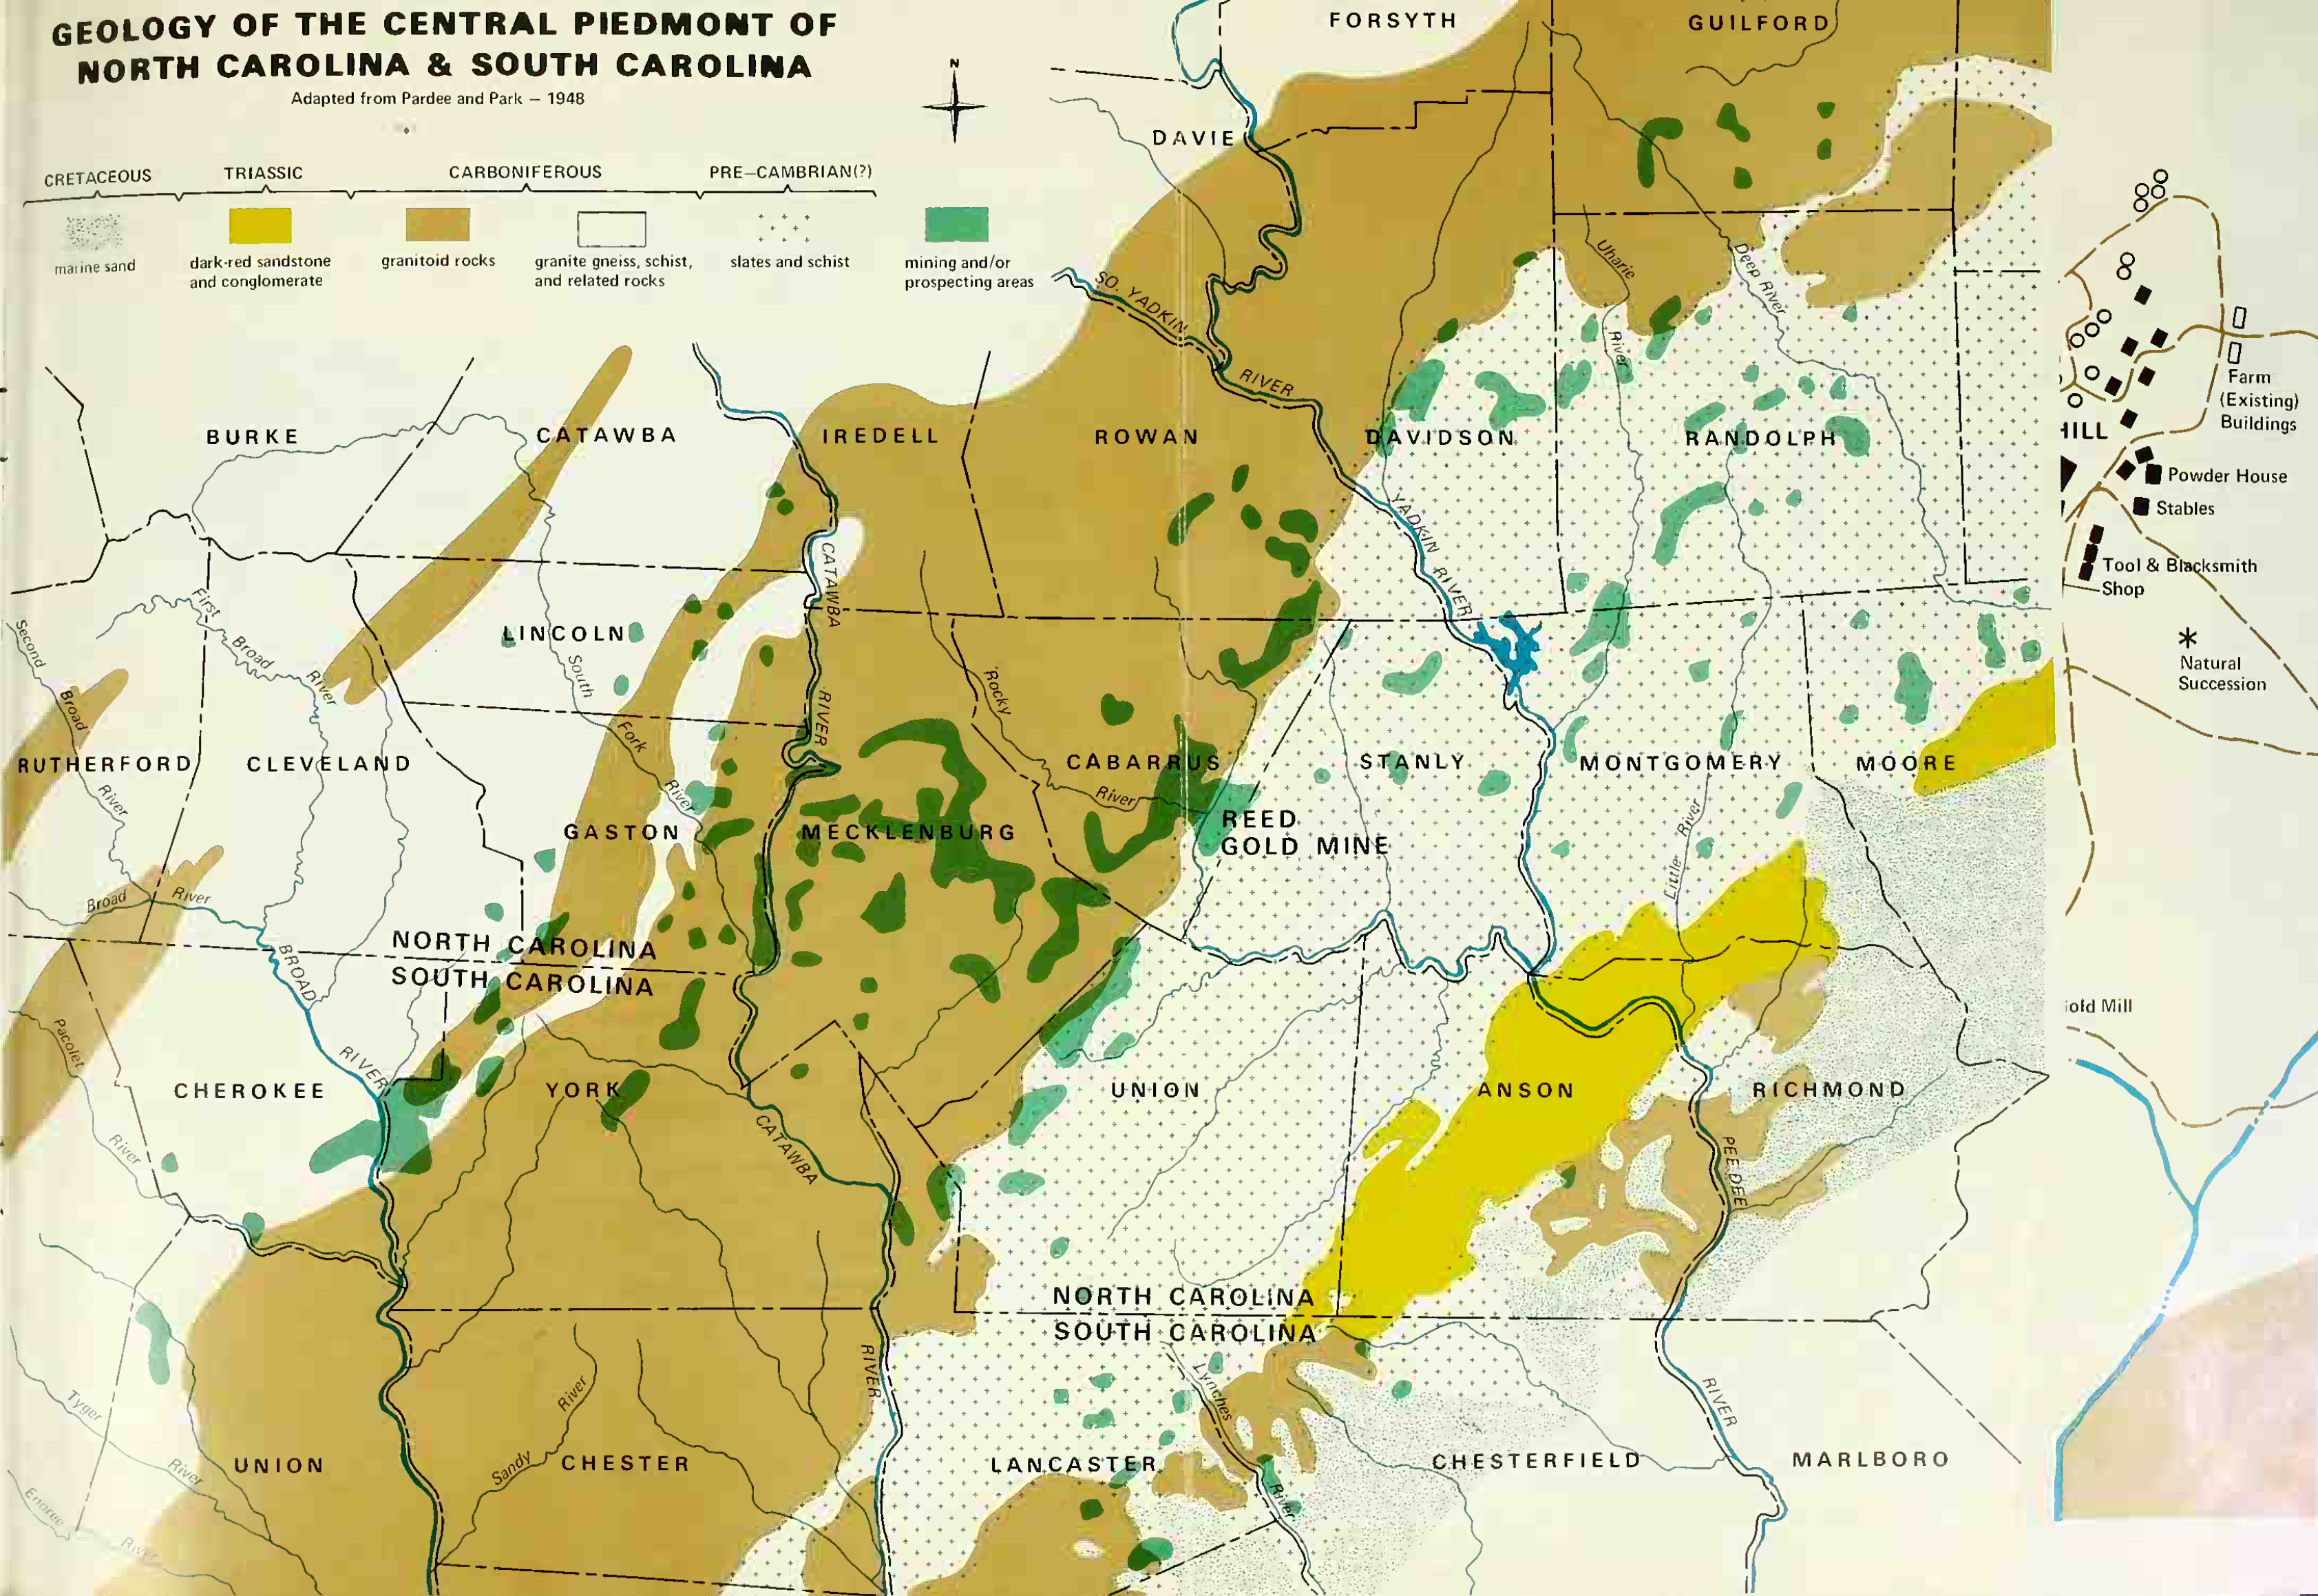 GEOLOGY OF THE CENTRAL PIEDMONT OF
NORTH CAROLINA & SOUTH CAROLINA
Adapted from Pardee and Park – 1948
N
CRETACEOUS
TRIASSIC
CARBONIFEROUS
PRE–CAMBRIAN(?)
marine sand
dark-red sandstone
and conglomerate
granitoid rocks
granite gneiss, schist,
and related rocks
slates and schist
mining and/or
prospecting areas
FORSYTH
GUILFORD
DAVIE
SO. YADKIN
RIVER
Uharie
River
Deep River
BURKE
CATAWBA
IREDELL
ROWAN
DAVIDSON
RANDOLPH
YADKIN RIVER
CATAWBA
RIVER
First
Broad
River
Second
Broad
River
LINCOLN
South
Fork
River
Rocky
River
RUTHERFORD
CLEVELAND
GASTON
MECKLENBURG
CABARRUS
STANLY
MONTGOMERY
MOORE
REED
GOLD MINE
Little River
Broad River
NORTH CAROLINA
SOUTH CAROLINA
BROAD
RIVER
Pacolet
River
CHEROKEE
YORK
CATAWBA
RIVER
UNION
ANSON
RICHMOND
PEE DEE
RIVER
NORTH CAROLINA
SOUTH CAROLINA
Lynches
River
Tyger
River
Enoree
River
UNION
Sandy
River
CHESTER
LANCASTER
CHESTERFIELD
MARLBORO
Farm
(Existing)
Buildings
HILL
Powder House
Stables
Tool & Blacksmith
Shop
*
Natural
Succession
old Mill